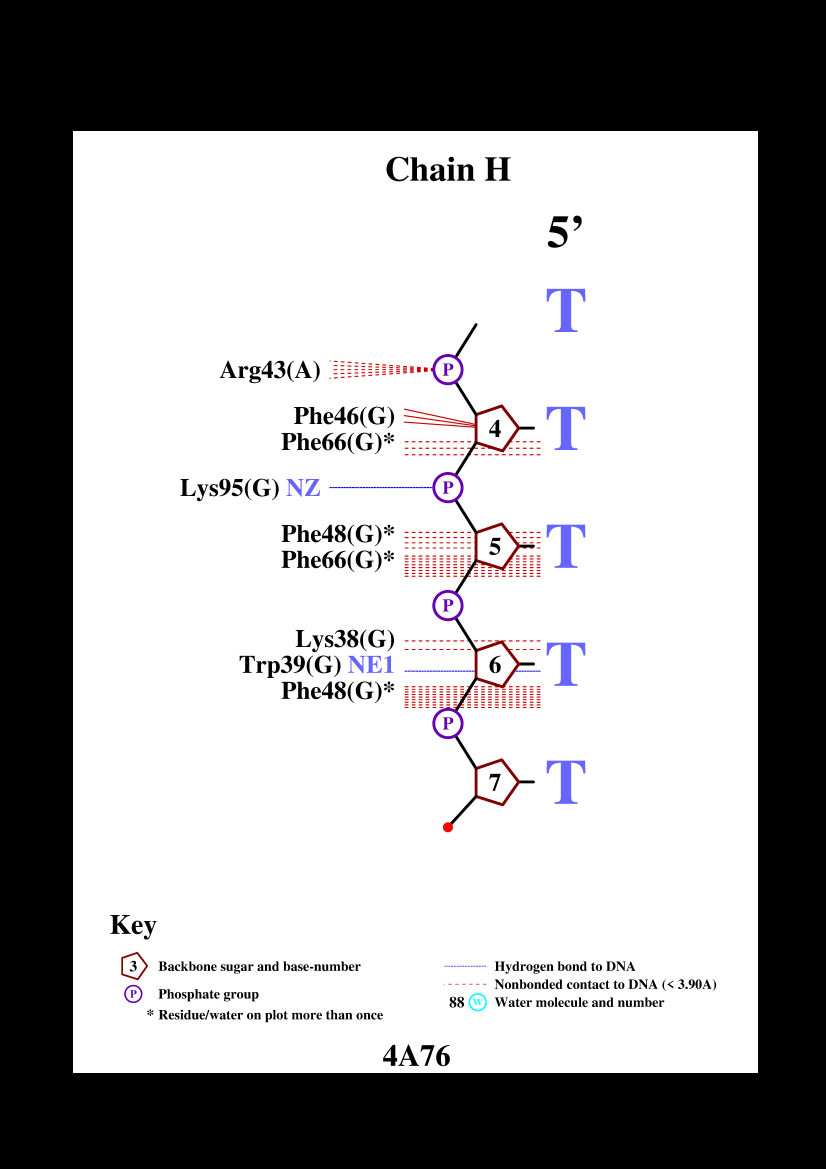 Chain H
5’
T
Arg43(A)
P
Phe46(G)
4
T
Phe66(G)*
Lys95(G) NZ
P
Phe48(G)*
5
T
Phe66(G)*
P
Lys38(G)
Trp39(G) NE1
6
T
Phe48(G)*
P
7
T
Key
3 Backbone sugar and base-number
P Phosphate group
* Residue/water on plot more than once
Hydrogen bond to DNA
Nonbonded contact to DNA (< 3.90A)
88 W Water molecule and number
4A76